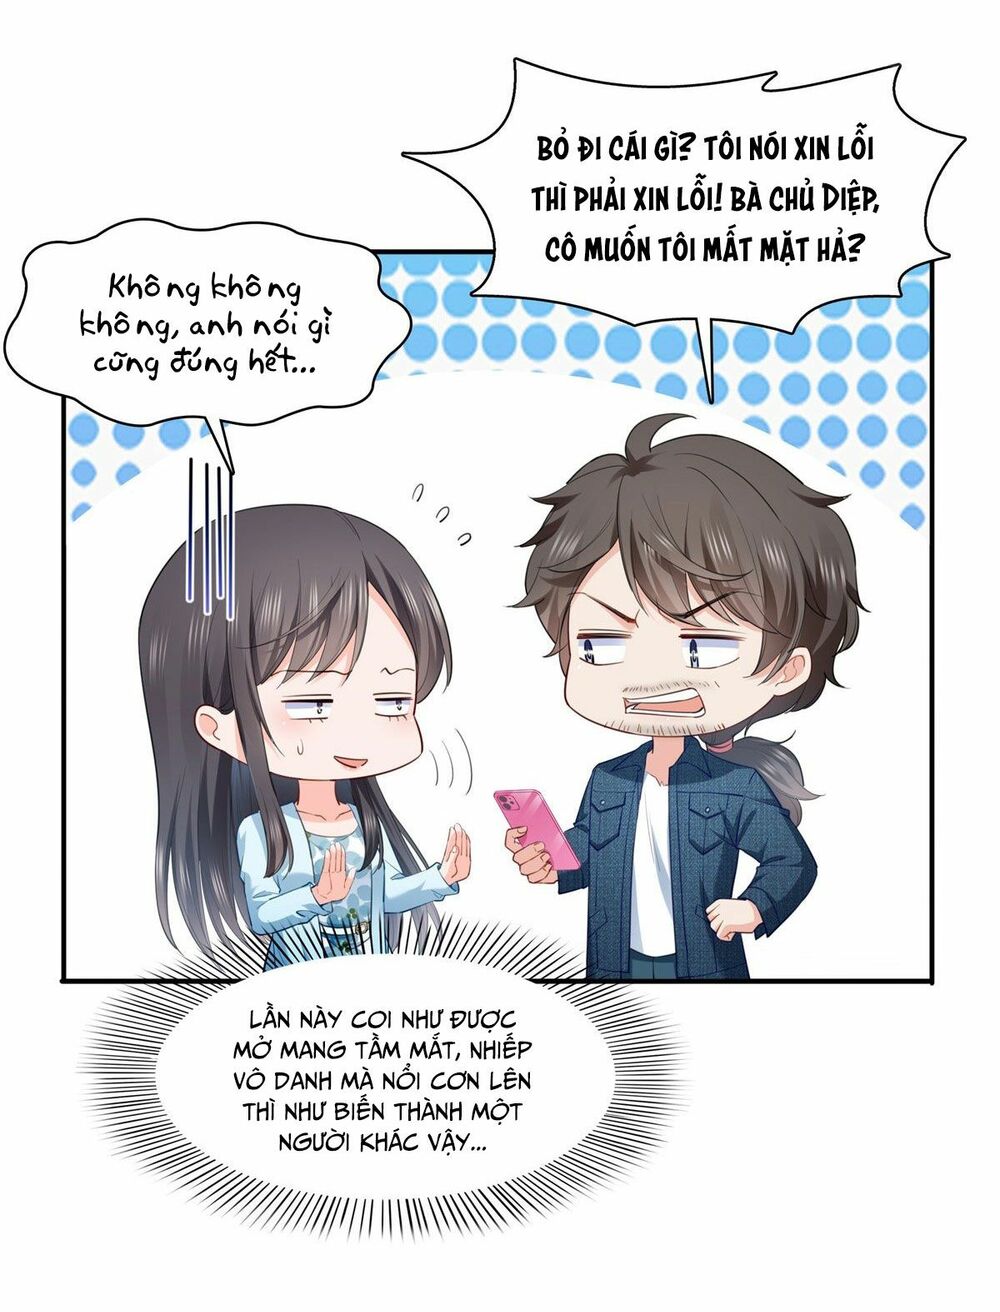 BỎ ĐI CÁI GÌ? TÔI NÓI XIN LỖI
THÌ PHẢI XIN LỖI! BÀ CHỦ DIỆP,
CÔ MUỐN TÔI MẤT MẶT HẢ?
Không không
không, anh nói gì
cũng đúng hết...
LẦN NÀY COI NHƯ ĐƯỢC
MỞ MANG TẦM MẮT, NHIẾP
VÔ DANH MÀ NỔI CƠN LÊN
THÌ NHƯ BIẾN THÀNH MỘT
NGƯỜI KHÁC VẬY...